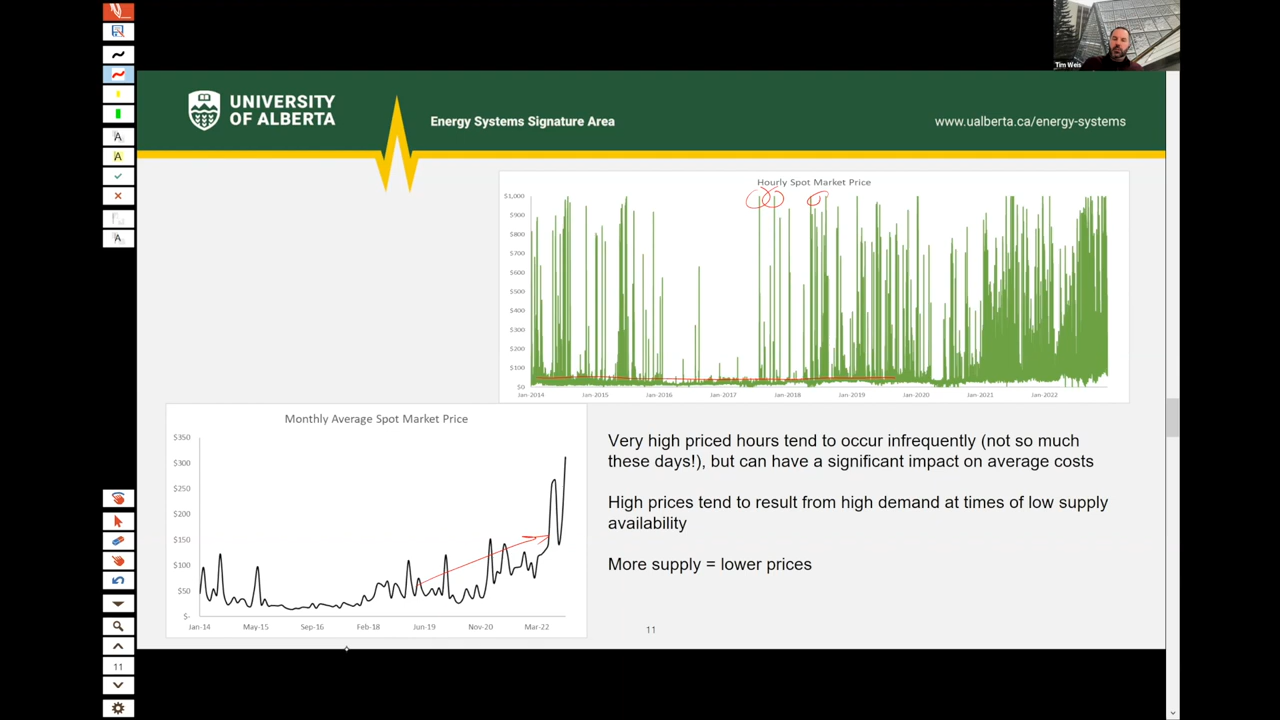 Tim Weis
UNIVERSITY
OF ALBERTA
Energy Systems Signature Area
www.ualberta.ca/energy-systems
Hourly Spot Market Price
$1,000
$900
$800
$700
$600
$500
$400
$300
$200
$100
$0
Jan-2014 Jan-2015 Jan-2016 Jan-2017 Jan-2018 Jan-2019 Jan-2020 Jan-2021 Jan-2022
Monthly Average Spot Market Price
$350
$300
$250
$200
$150
$100
$50
$-
Jan-14 May-15 Sep-16 Feb-18 Jun-19 Nov-20 Mar-22
Very high priced hours tend to occur infrequently (not so much
these days!), but can have a significant impact on average costs
High prices tend to result from high demand at times of low supply
availability
More supply = lower prices
11
A
A
A
11